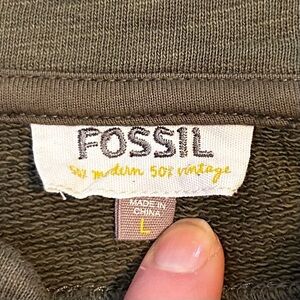 FOSSIL
50% modern 50% vintage
MADE IN
CHINA
L